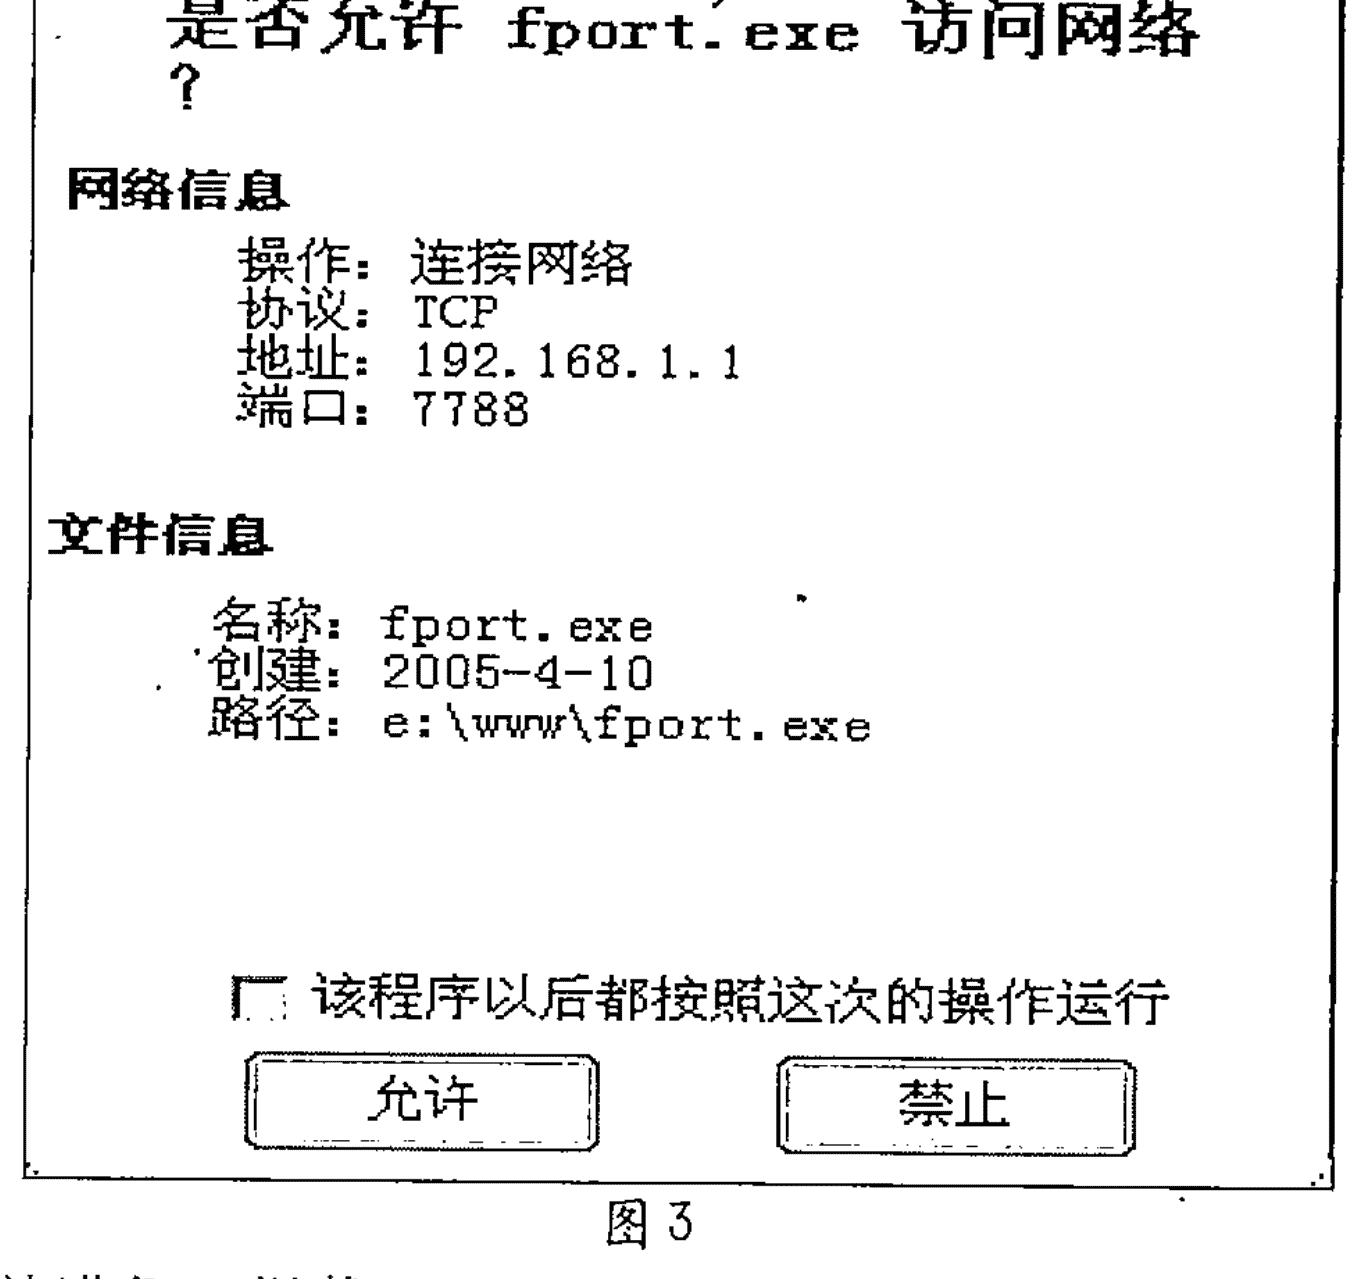 是否允许 fport.exe 访问网络
?
网络信息
操作: 连接网络
协议: TCP
地址: 192.168.1.1
端口: 7788
文件信息
名称: fport.exe
创建: 2005-4-10
路径: e:\www\fport.exe
该程序以后都按照这次的操作运行
允许
禁止
图 3